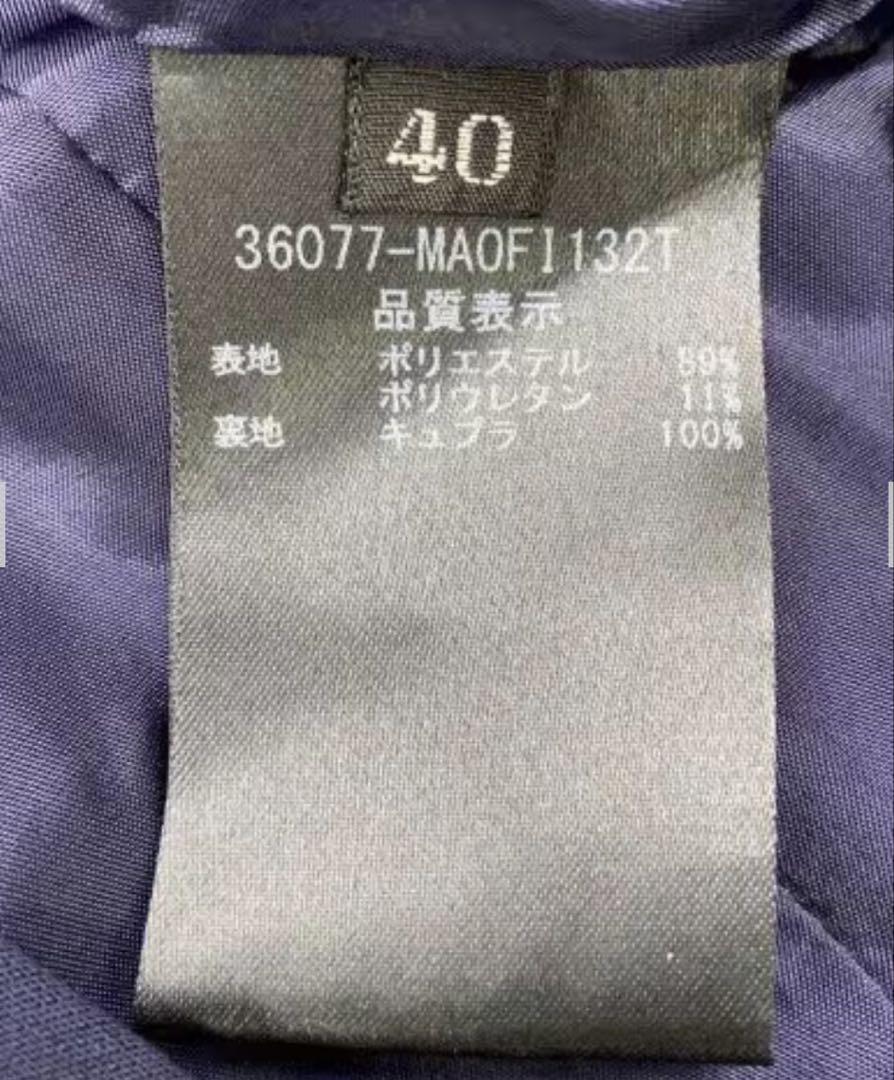 40
36077-MAOFI132T
品質表示
表地 ポリエステル 89%
ポリウレタン 11%
裏地 キュプラ 100%